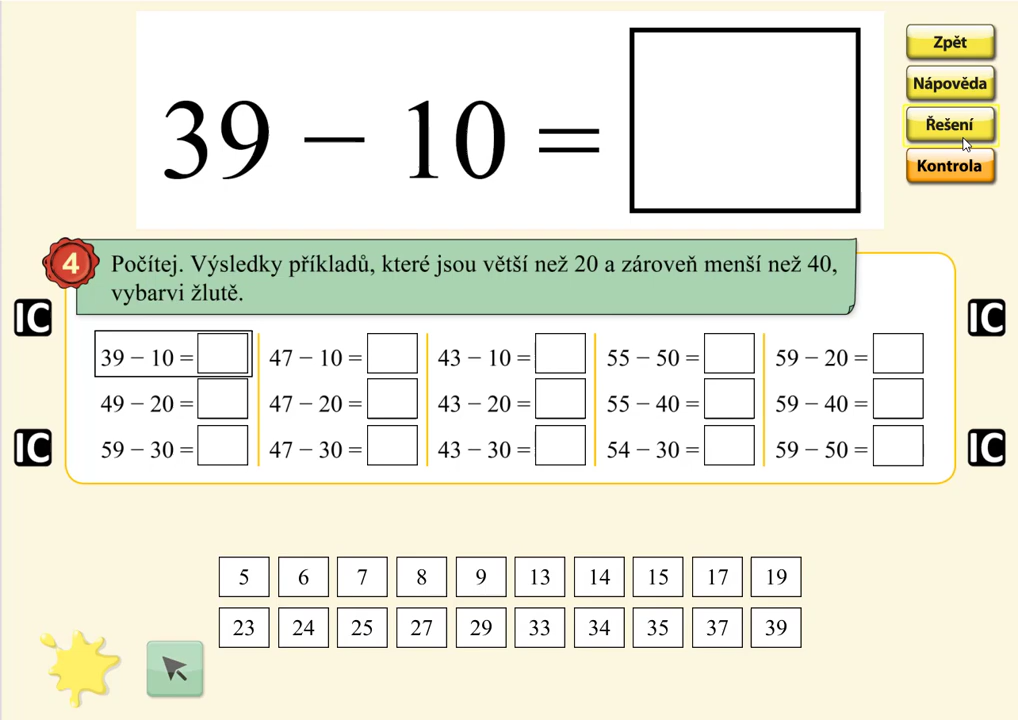 39 − 10 =
Zpět
Nápověda
Řešení
Kontrola
4
Počítej. Výsledky příkladů, které jsou větší než 20 a zároveň menší než 40,
vybarvi žlutě.
IC
IC
39 − 10 = 47 − 10 = 43 − 10 = 55 − 50 = 59 − 20 =
49 − 20 = 47 − 20 = 43 − 20 = 55 − 40 = 59 − 40 =
59 − 30 = 47 − 30 = 43 − 30 = 54 − 30 = 59 − 50 =
IC
IC
5 6 7 8 9 13 14 15 17 19
23 24 25 27 29 33 34 35 37 39